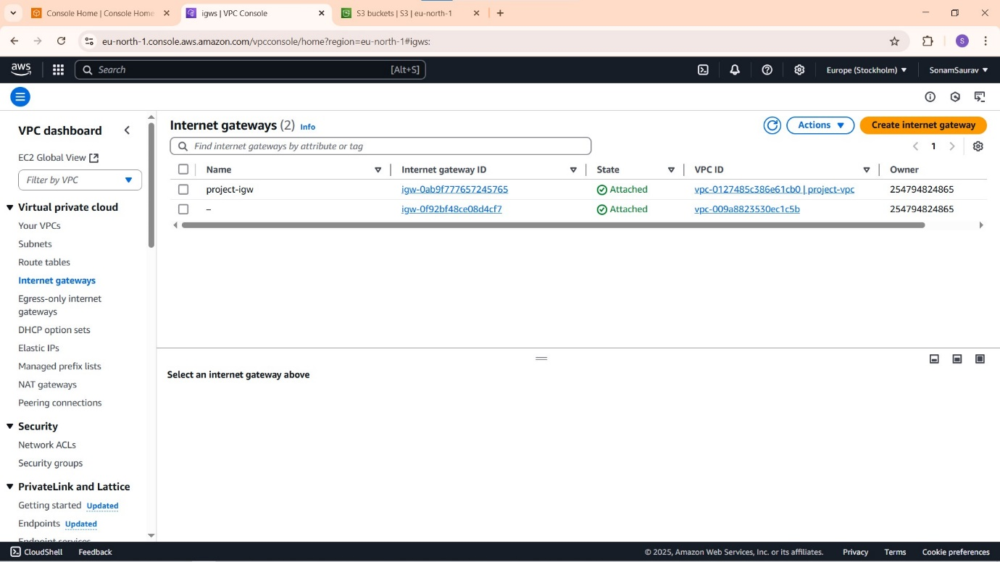 Console Home | Console Home
igws | VPC Console
S3 buckets | S3 | eu-north-1
eu-north-1.console.aws.amazon.com/vpcconsole/home?region=eu-north-1#igws:
S
aws
Search
[Alt+S]
Europe (Stockholm)
SonamSaurav
VPC dashboard
EC2 Global View
Filter by VPC
Virtual private cloud
Your VPCs
Subnets
Route tables
Internet gateways
Egress-only internet
gateways
DHCP option sets
Elastic IPs
Managed prefix lists
NAT gateways
Peering connections
Security
Network ACLs
Security groups
PrivateLink and Lattice
Getting started Updated
Endpoints Updated
Endpoint services
Internet gateways (2) Info
Actions
Create internet gateway
Find internet gateways by attribute or tag
1
Name Internet gateway ID State VPC ID Owner
project-igw igw-0ab9f777657245765 Attached vpc-0127485c386e61cb0 | project-vpc 254794824865
– igw-0f92bf48ce08d4cf7 Attached vpc-009a8823530ec1c5b 254794824865
Select an internet gateway above
CloudShell Feedback © 2025, Amazon Web Services, Inc. or its affiliates. Privacy Terms Cookie preferences